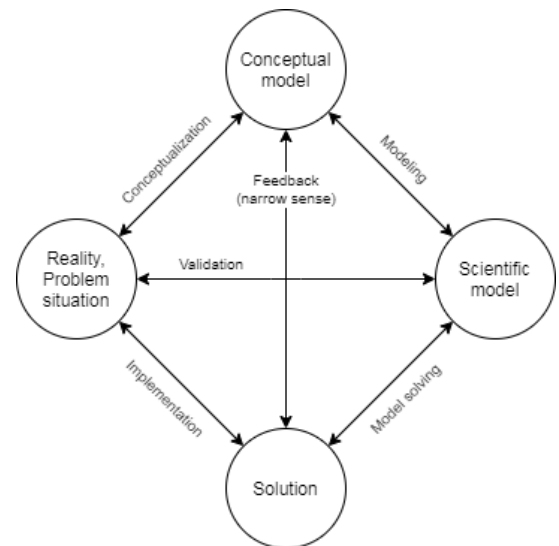 Conceptual
model
Conceptualization
Modeling
Feedback
(narrow sense)
Reality,
Problem
situation
Validation
Scientific
model
Implementation
Model solving
Solution